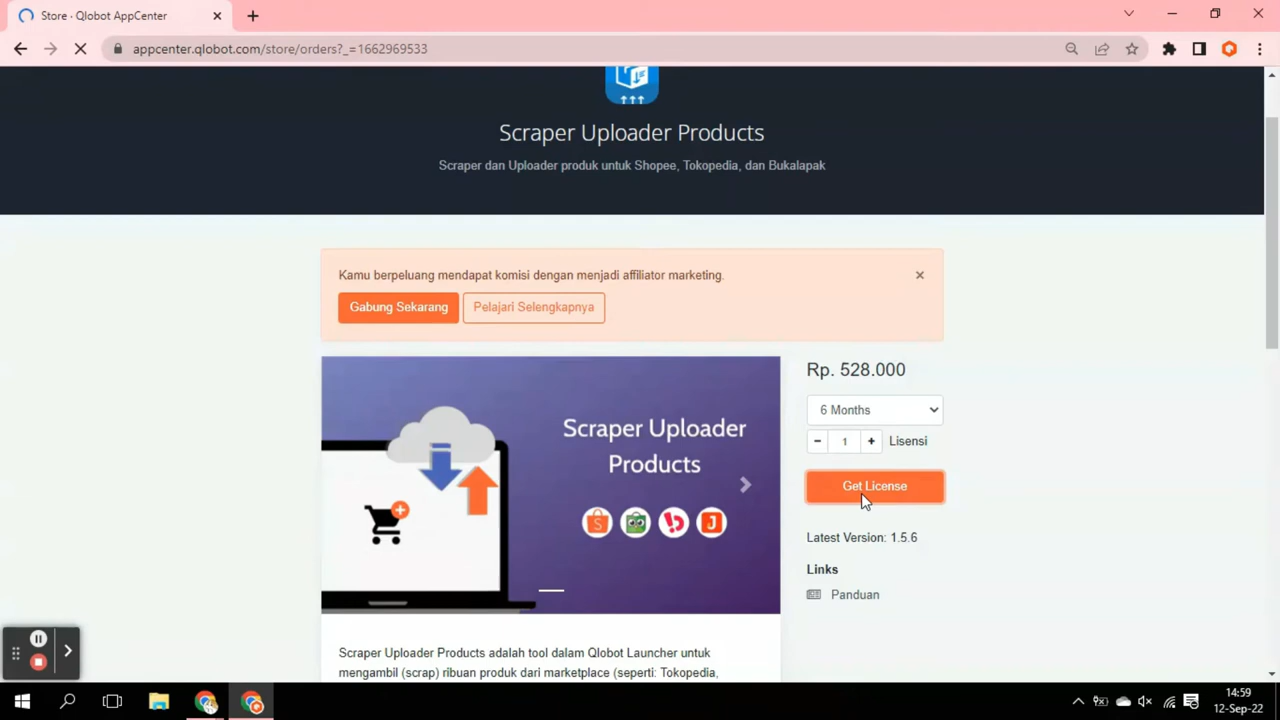 Store · Qlobot AppCenter
appcenter.qlobot.com/store/orders?_=1662969533
Scraper Uploader Products
Scraper dan Uploader produk untuk Shopee, Tokopedia, dan Bukalapak
Kamu berpeluang mendapat komisi dengan menjadi affiliator marketing.
Gabung Sekarang
Pelajari Selengkapnya
Scraper Uploader
Products
Rp. 528.000
6 Months
1
Lisensi
Get License
Latest Version: 1.5.6
Links
Panduan
Scraper Uploader Products adalah tool dalam Qlobot Launcher untuk
mengambil (scrap) ribuan produk dari marketplace (seperti: Tokopedia,
14:59
12-Sep-22